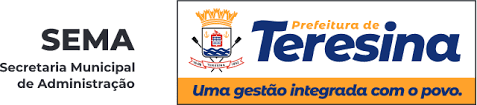 SEMA
Secretaria Municipal
de Administração
Prefeitura de
Teresina
Uma gestão integrada com o povo.